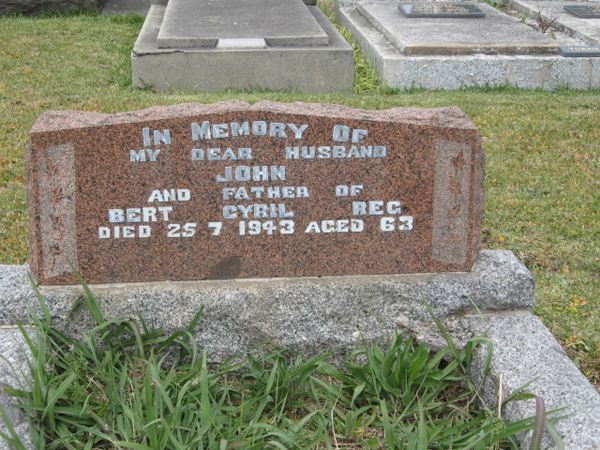 In Memory Of
MY DEAR HUSBAND
JOHN
AND FATHER OF
BERT CYRIL REG
DIED 25 7 1943 AGED 63